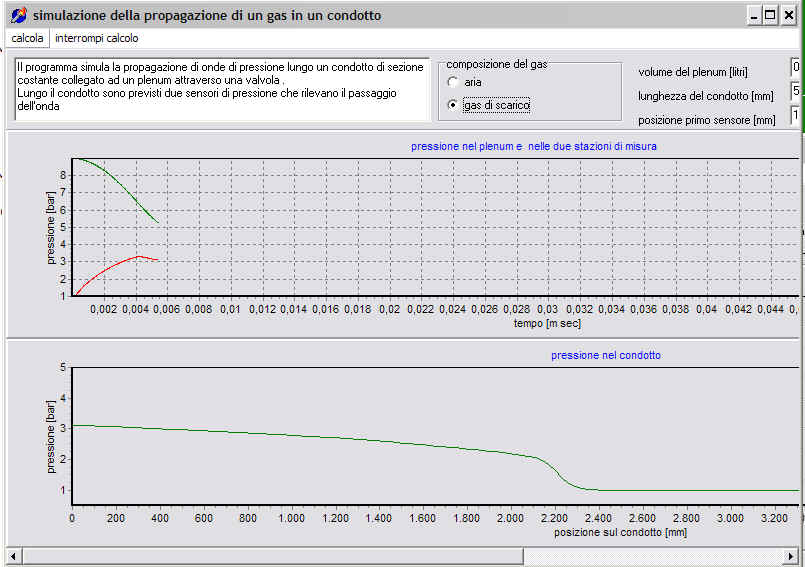 simulazione della propagazione di un gas in un condotto
calcola interrompi calcolo
Il programma simula la propagazione di onde di pressione lungo un condotto di sezione
costante collegato ad un plenum attraverso una valvola .
Lungo il condotto sono previsti due sensori di pressione che rilevano il passaggio
dell'onda
composizione del gas
aria
gas di scarico
volume del plenum [litri]
0
lunghezza del condotto [mm]
5
posizione primo sensore [mm]
1
pressione nel plenum e nelle due stazioni di misura
pressione [bar]
8
7
6
5
4
3
2
1
0,002 0,004 0,006 0,008 0,01 0,012 0,014 0,016 0,018 0,02 0,022 0,024 0,026 0,028 0,03 0,032 0,034 0,036 0,038 0,04 0,042 0,044 0,
tempo [m sec]
pressione nel condotto
pressione [bar]
5
4
3
2
1
0 200 400 600 800 1.000 1.200 1.400 1.600 1.800 2.000 2.200 2.400 2.600 2.800 3.000 3.200
posizione sul condotto [mm]